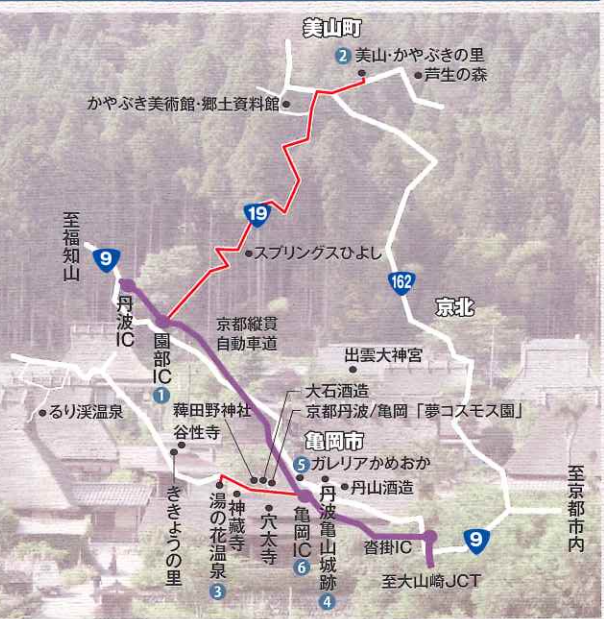 美山町
② 美山・かやぶきの里
芦生の森
かやぶき美術館・郷土資料館
19
スプリングスひよし
至福知山
9
丹波IC
園部IC
①
京都縦貫
自動車道
162
京北
出雲大神宮
大石酒造
京都丹波/亀岡「夢コスモス園」
薭田野神社
谷性寺
るり渓温泉
亀岡市
⑤ガレリアかめおか
丹山酒造
ききょうの里
湯の花温泉
③
神蔵寺
穴太寺
亀岡IC
⑥
丹波亀山城跡
④
沓掛IC
9
至京都市内
至大山崎JCT